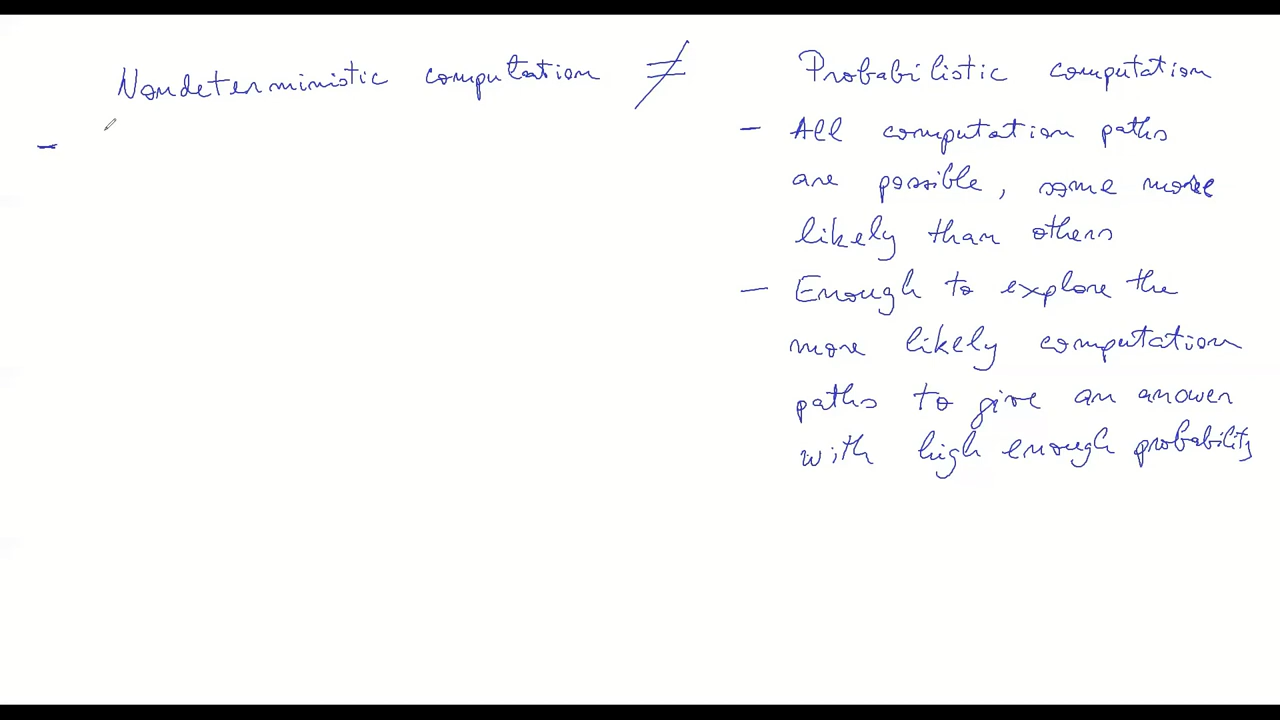 Nondeterministic computation ≠ Probabilistic computation
-
- All computation paths
are possible, some more
likely than others
- Enough to explore the
more likely computation
paths to give an answer
with high enough probability